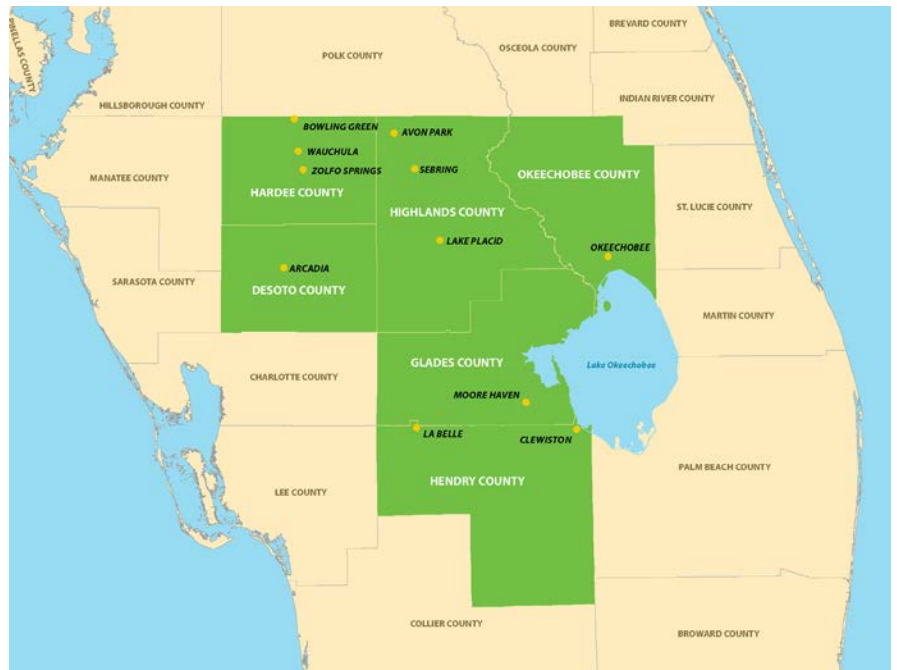 PINELLAS COUNTY
BREVARD COUNTY
OSCEOLA COUNTY
POLK COUNTY
INDIAN RIVER COUNTY
HILLSBOROUGH COUNTY
BOWLING GREEN
AVON PARK
WAUCHULA
ZOLFO SPRINGS
SEBRING
OKEECHOBEE COUNTY
MANATEE COUNTY
HARDEE COUNTY
HIGHLANDS COUNTY
ST. LUCIE COUNTY
LAKE PLACID
OKEECHOBEE
ARCADIA
SARASOTA COUNTY
DESOTO COUNTY
MARTIN COUNTY
GLADES COUNTY
Lake Okeechobee
CHARLOTTE COUNTY
MOORE HAVEN
LA BELLE
CLEWISTON
PALM BEACH COUNTY
HENDRY COUNTY
LEE COUNTY
COLLIER COUNTY
BROWARD COUNTY